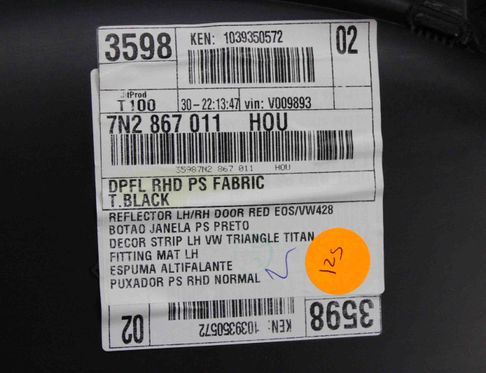 3598 KEN: 1039350572 02
JitProd
T100 30-22:13:47 vin: V009893
7N2 867 011 HOU
35987N2 867 011 HOU
DPFL RHD PS FABRIC
T.BLACK
REFLECTOR LH/RH DOOR RED EOS/VW428
BOTAO JANELA PS PRETO
DECOR STRIP LH VW TRIANGLE TITAN
FITTING MAT LH
ESPUMA ALTIFALANTE
PUXADOR PS RHD NORMAL
125
02 KEN: 1039350572 3598